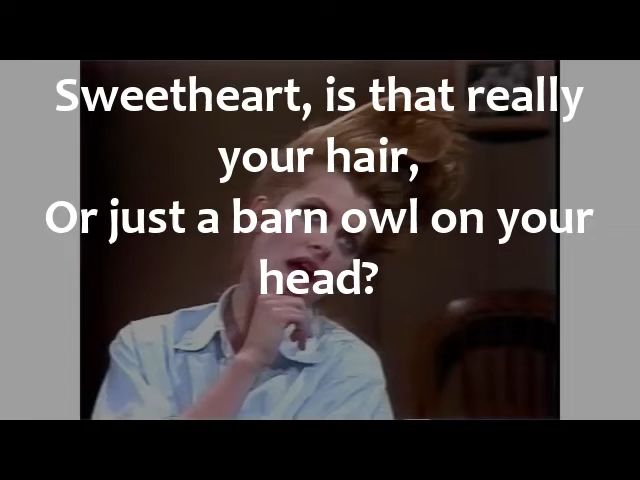 Sweetheart, is that really
your hair,
Or just a barn owl on your
head?